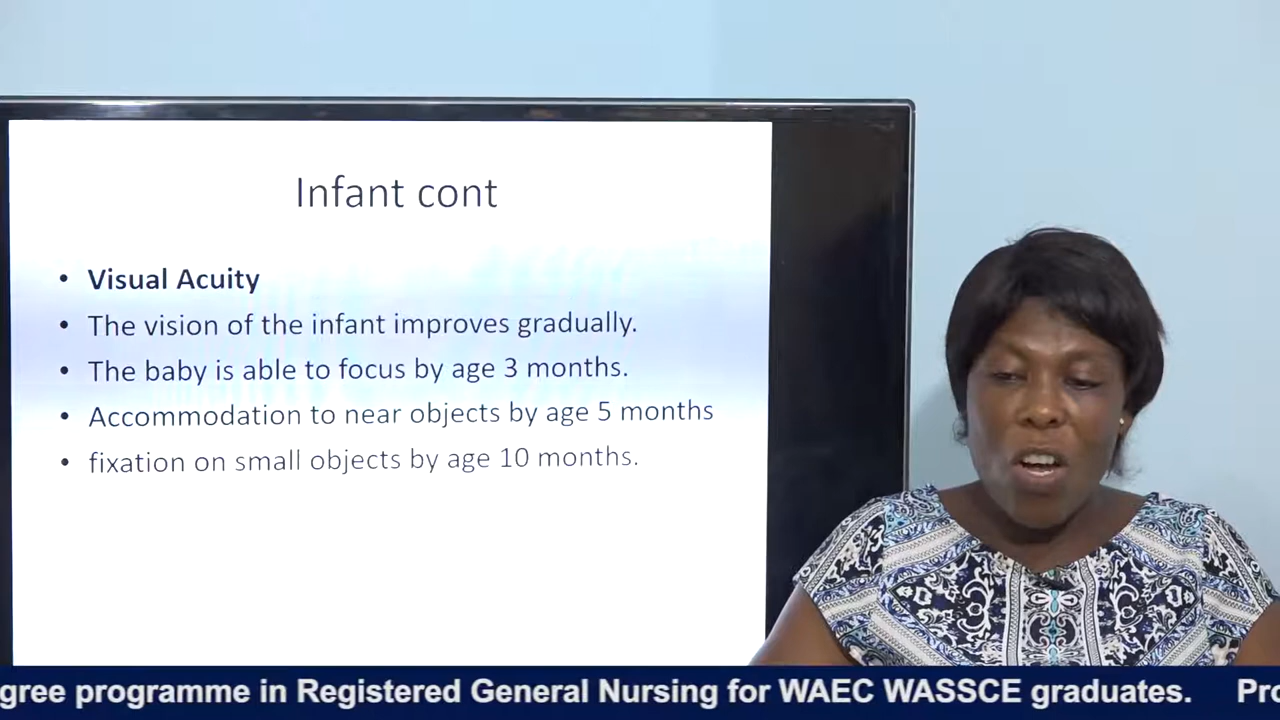 Infant cont
• Visual Acuity
• The vision of the infant improves gradually.
• The baby is able to focus by age 3 months.
• Accommodation to near objects by age 5 months
• fixation on small objects by age 10 months.
gree programme in Registered General Nursing for WAEC WASSCE graduates. Pro